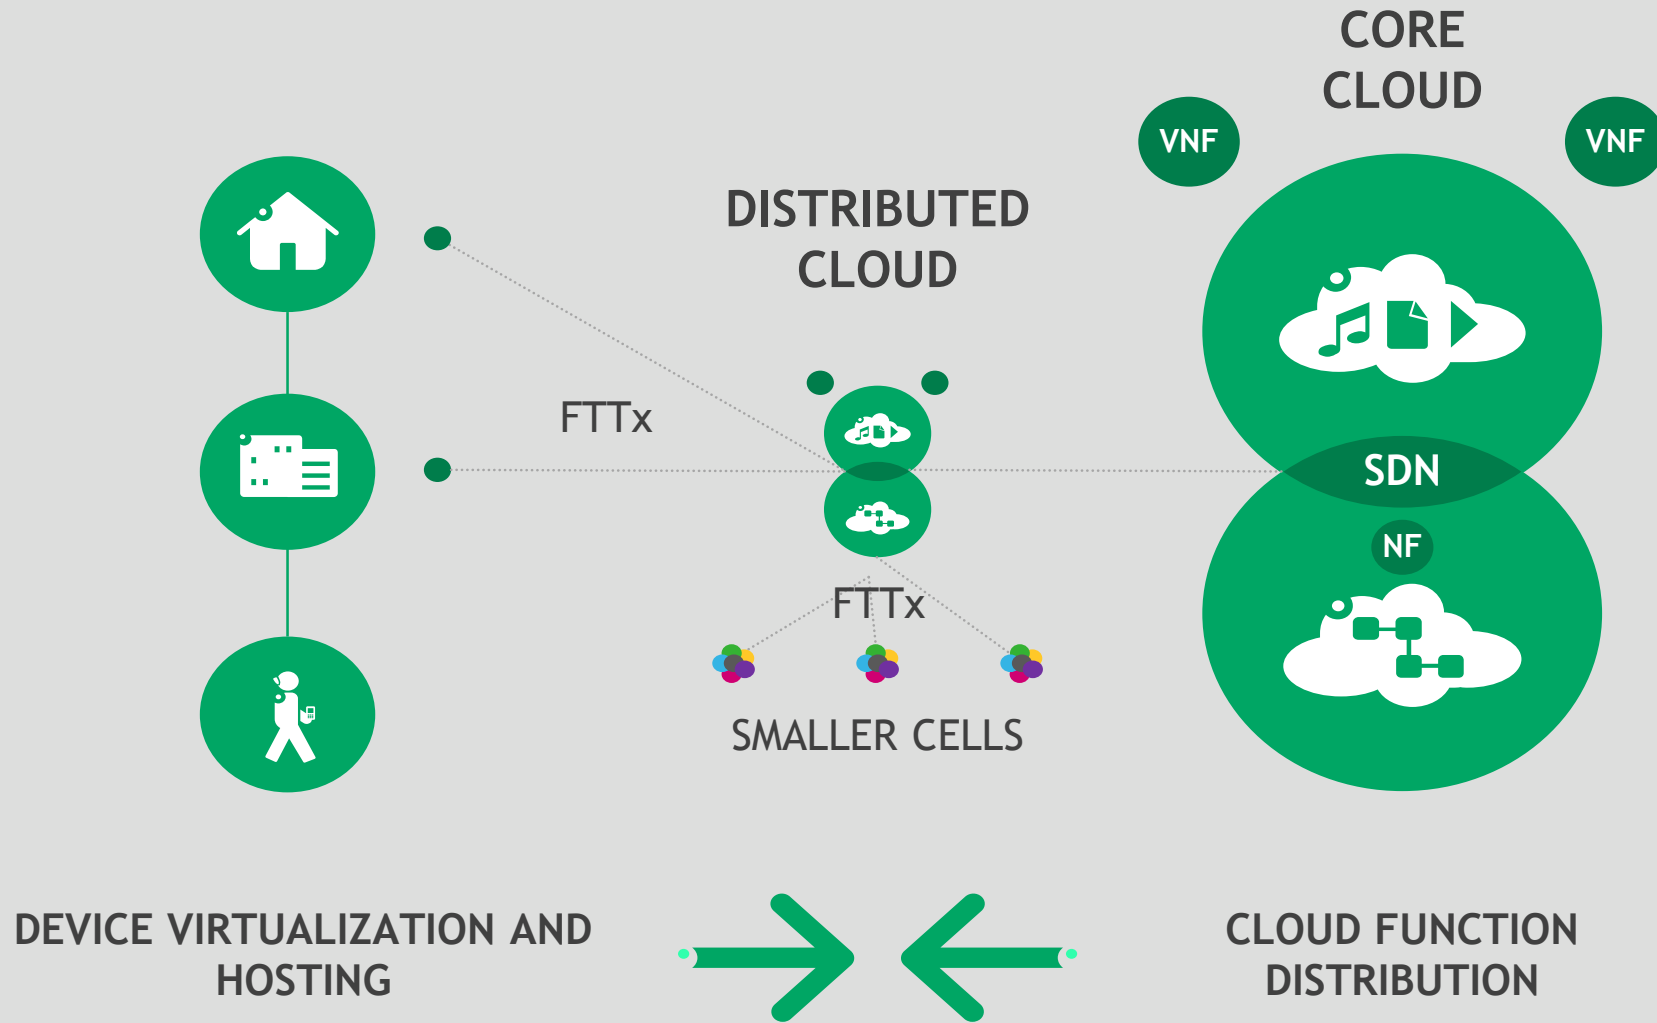 CORE
CLOUD
VNF
VNF
DISTRIBUTED
CLOUD
FTTx
SDN
NF
FTTx
SMALLER CELLS
DEVICE VIRTUALIZATION AND
HOSTING
CLOUD FUNCTION
DISTRIBUTION